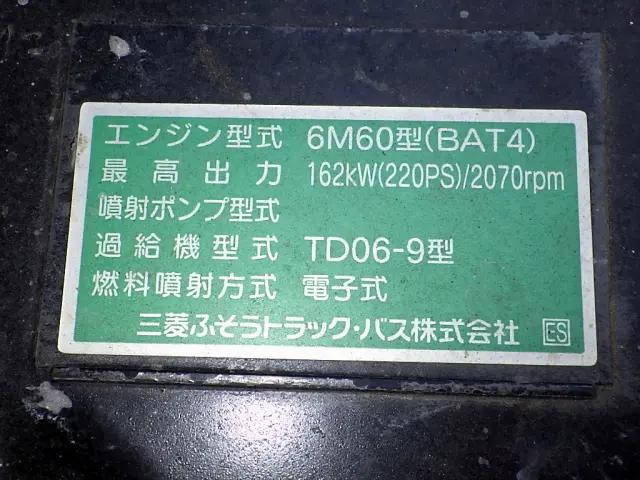 エンジン型式 6M60型(BAT4)
最高出力 162kW(220PS)/2070rpm
噴射ポンプ型式
過給機型式 TD06-9型
燃料噴射方式 電子式
三菱ふそうトラック・バス株式会社 ES